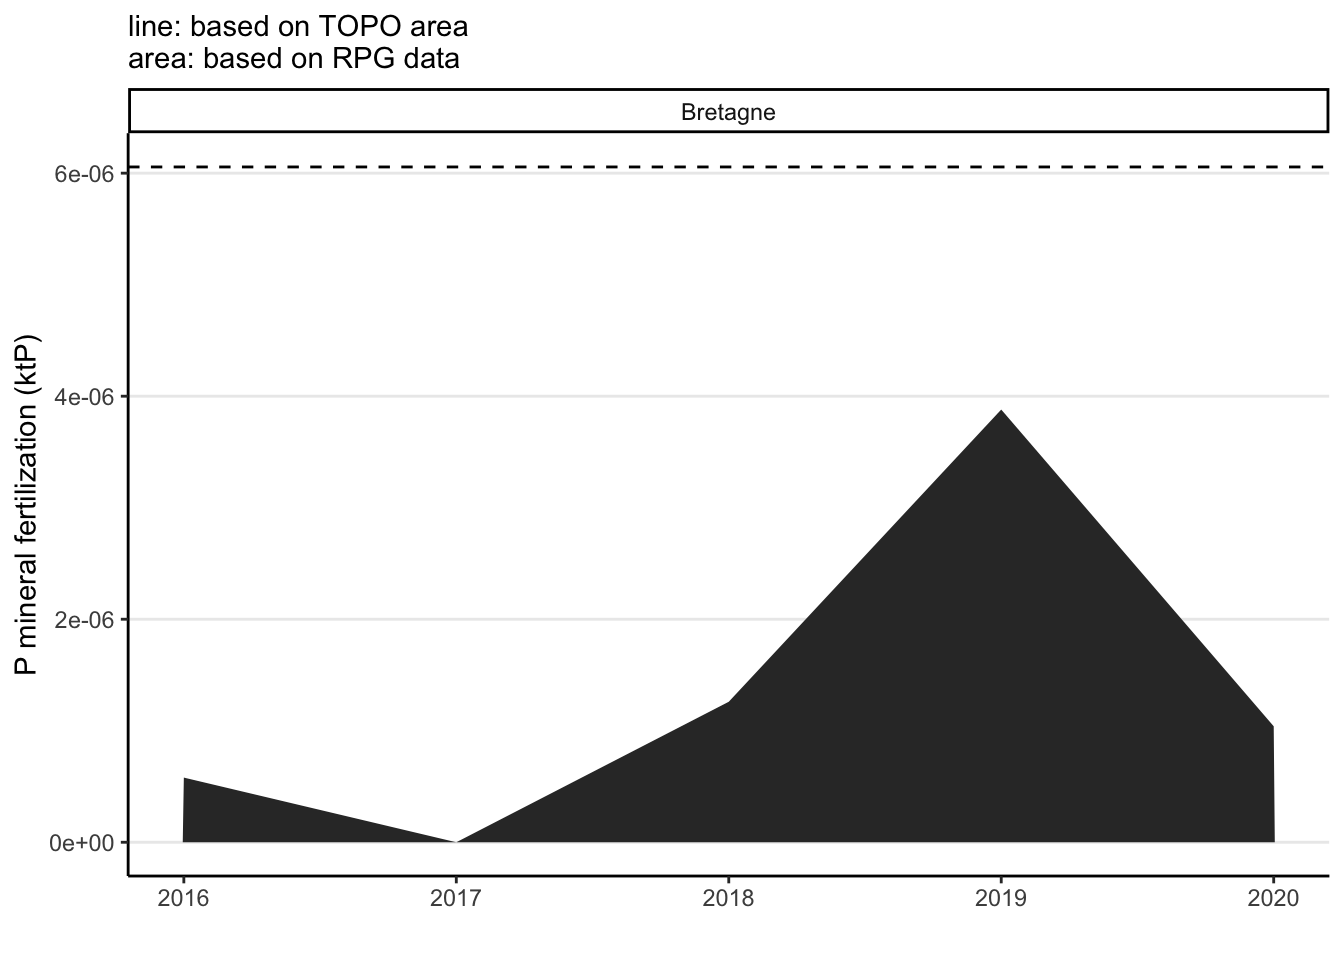 line: based on TOPO area
area: based on RPG data
Bretagne
P mineral fertilization (ktP)
6e-06
4e-06
2e-06
0e+00
2016
2017
2018
2019
2020